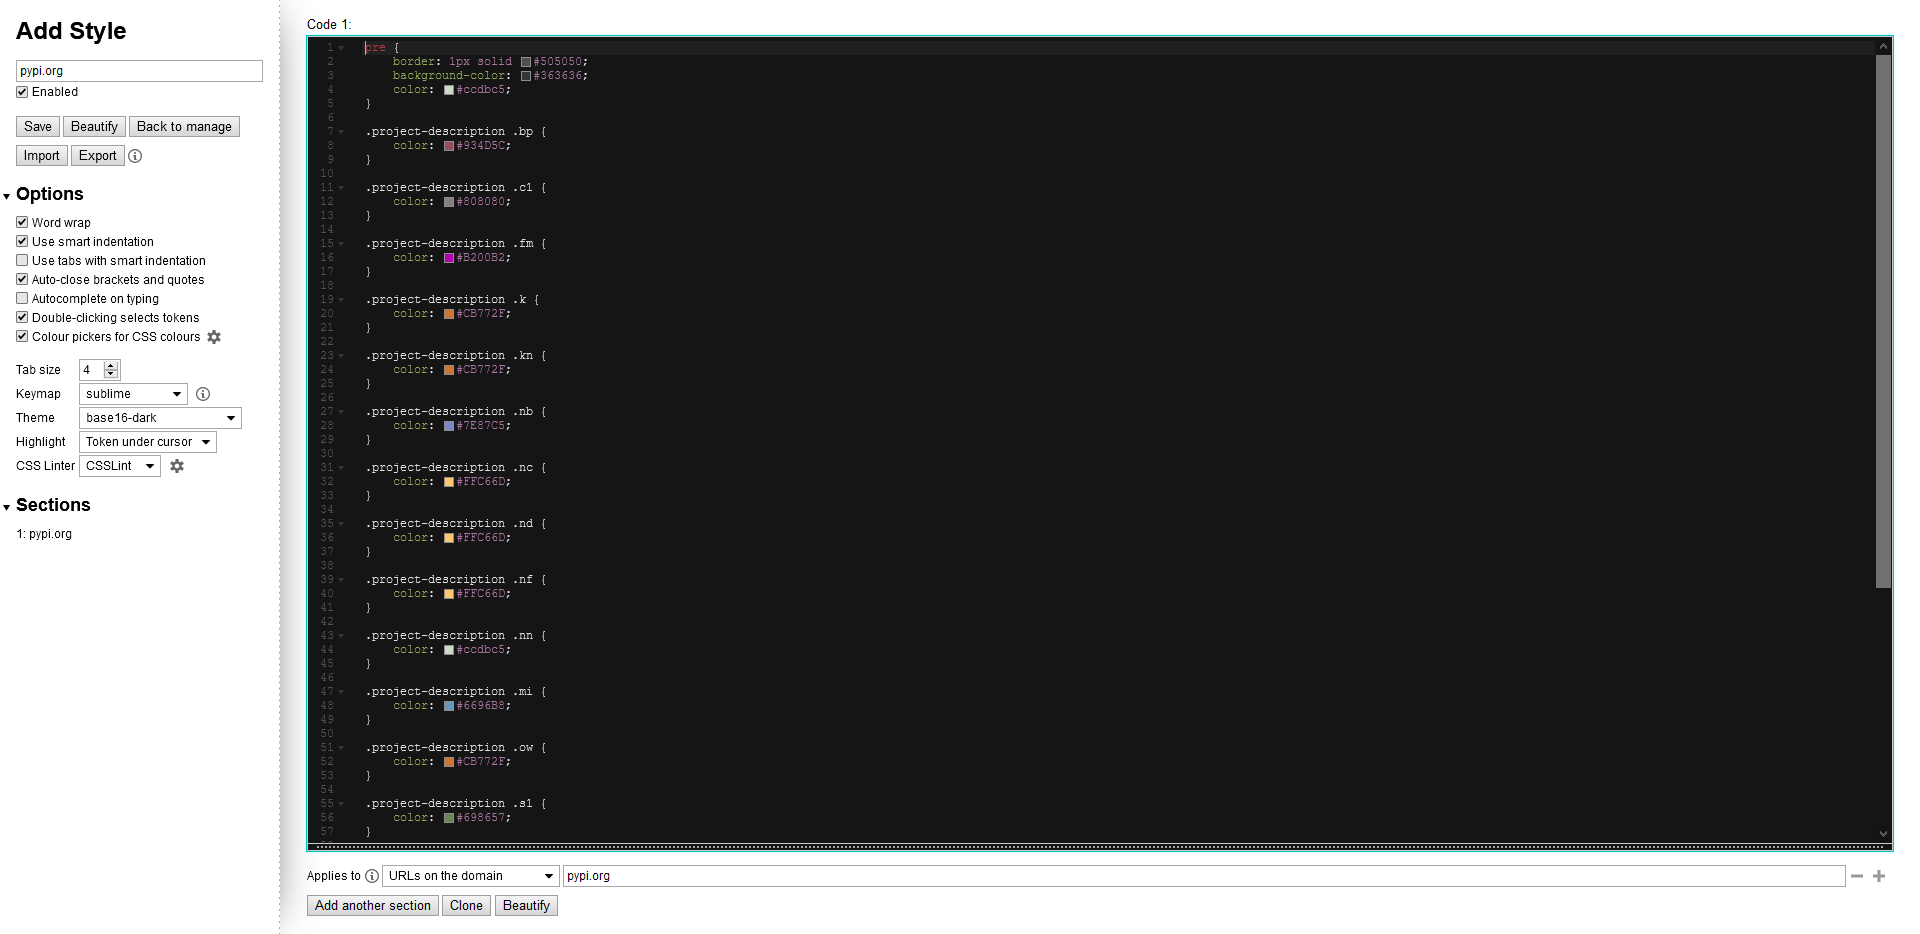 Add Style
pypi.org
Enabled
Save Beautify Back to manage
Import Export
Options
Word wrap
Use smart indentation
Use tabs with smart indentation
Auto-close brackets and quotes
Autocomplete on typing
Double-clicking selects tokens
Colour pickers for CSS colours
Tab size 4
Keymap sublime
Theme base16-dark
Highlight Token under cursor
CSS Linter CSSLint
Sections
1: pypi.org
Code 1:
1 pre {
2 border: 1px solid #505050;
3 background-color: #363636;
4 color: #ccdbc5;
5 }
6
7 .project-description .bp {
8 color: #934D5C;
9 }
10
11 .project-description .c1 {
12 color: #808080;
13 }
14
15 .project-description .fm {
16 color: #B200B2;
17 }
18
19 .project-description .k {
20 color: #CB772F;
21 }
22
23 .project-description .kn {
24 color: #CB772F;
25 }
26
27 .project-description .nb {
28 color: #7E87C5;
29 }
30
31 .project-description .nc {
32 color: #FFC66D;
33 }
34
35 .project-description .nd {
36 color: #FFC66D;
37 }
38
39 .project-description .nf {
40 color: #FFC66D;
41 }
42
43 .project-description .nn {
44 color: #ccdbc5;
45 }
46
47 .project-description .mi {
48 color: #6696B8;
49 }
50
51 .project-description .ow {
52 color: #CB772F;
53 }
54
55 .project-description .s1 {
56 color: #698657;
57 }
Applies to URLs on the domain pypi.org
Add another section Clone Beautify